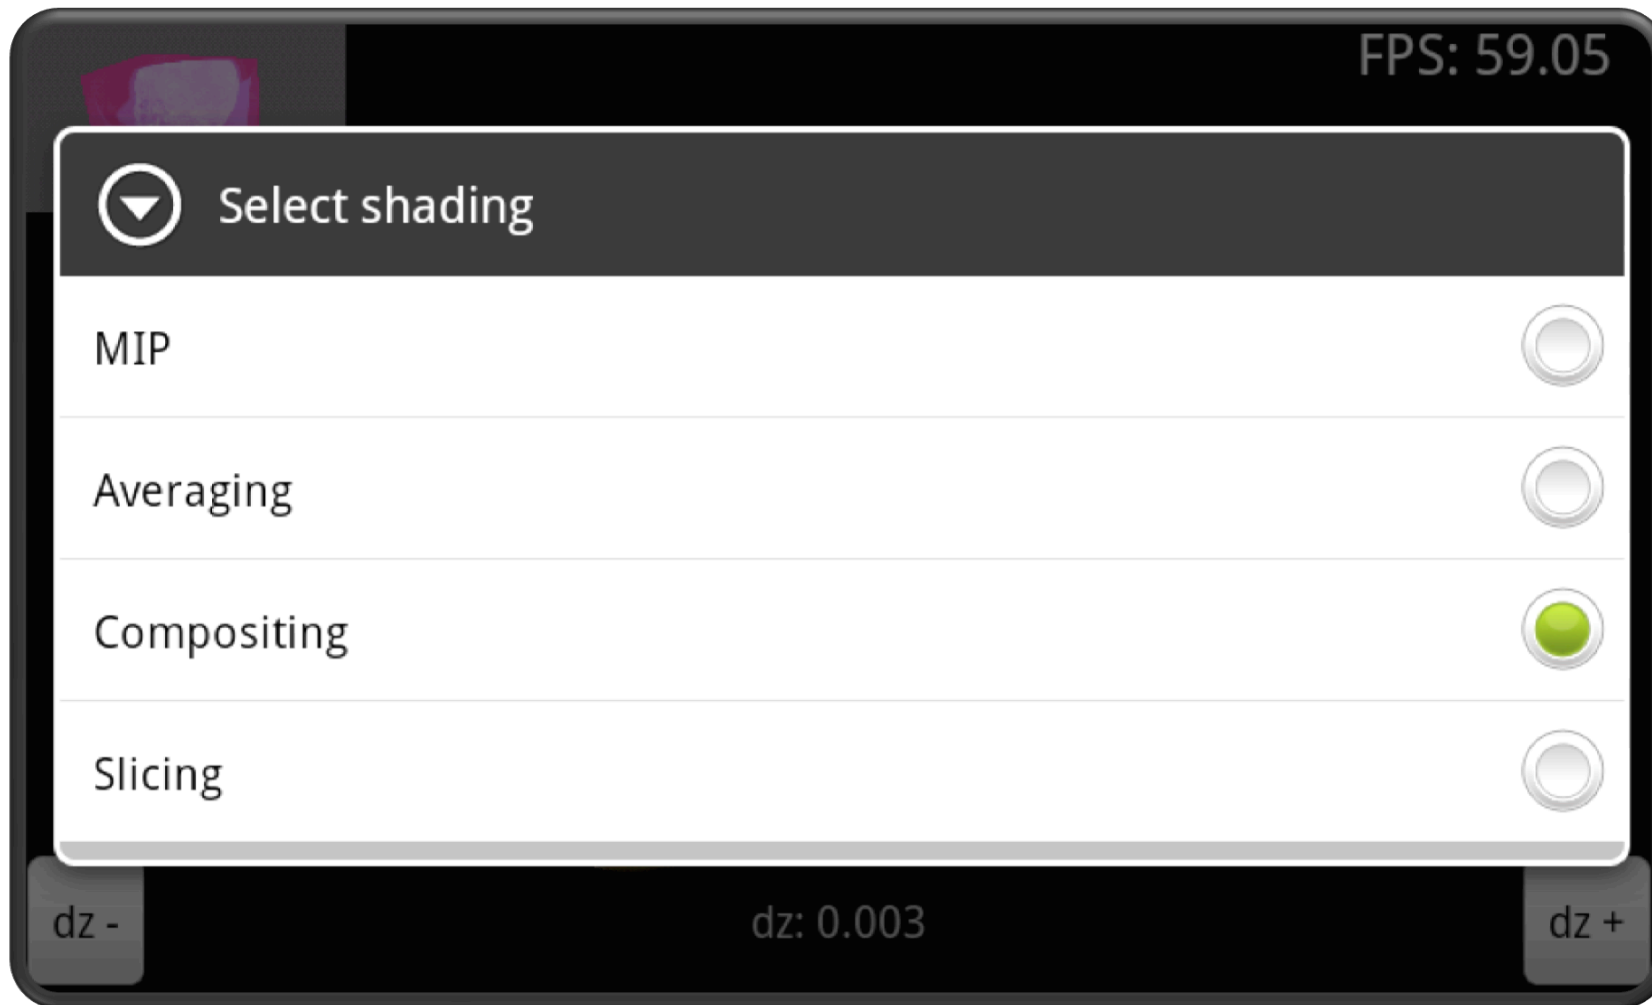 FPS: 59.05
Select shading
MIP
Averaging
Compositing
Slicing
dz -
dz: 0.003
dz +